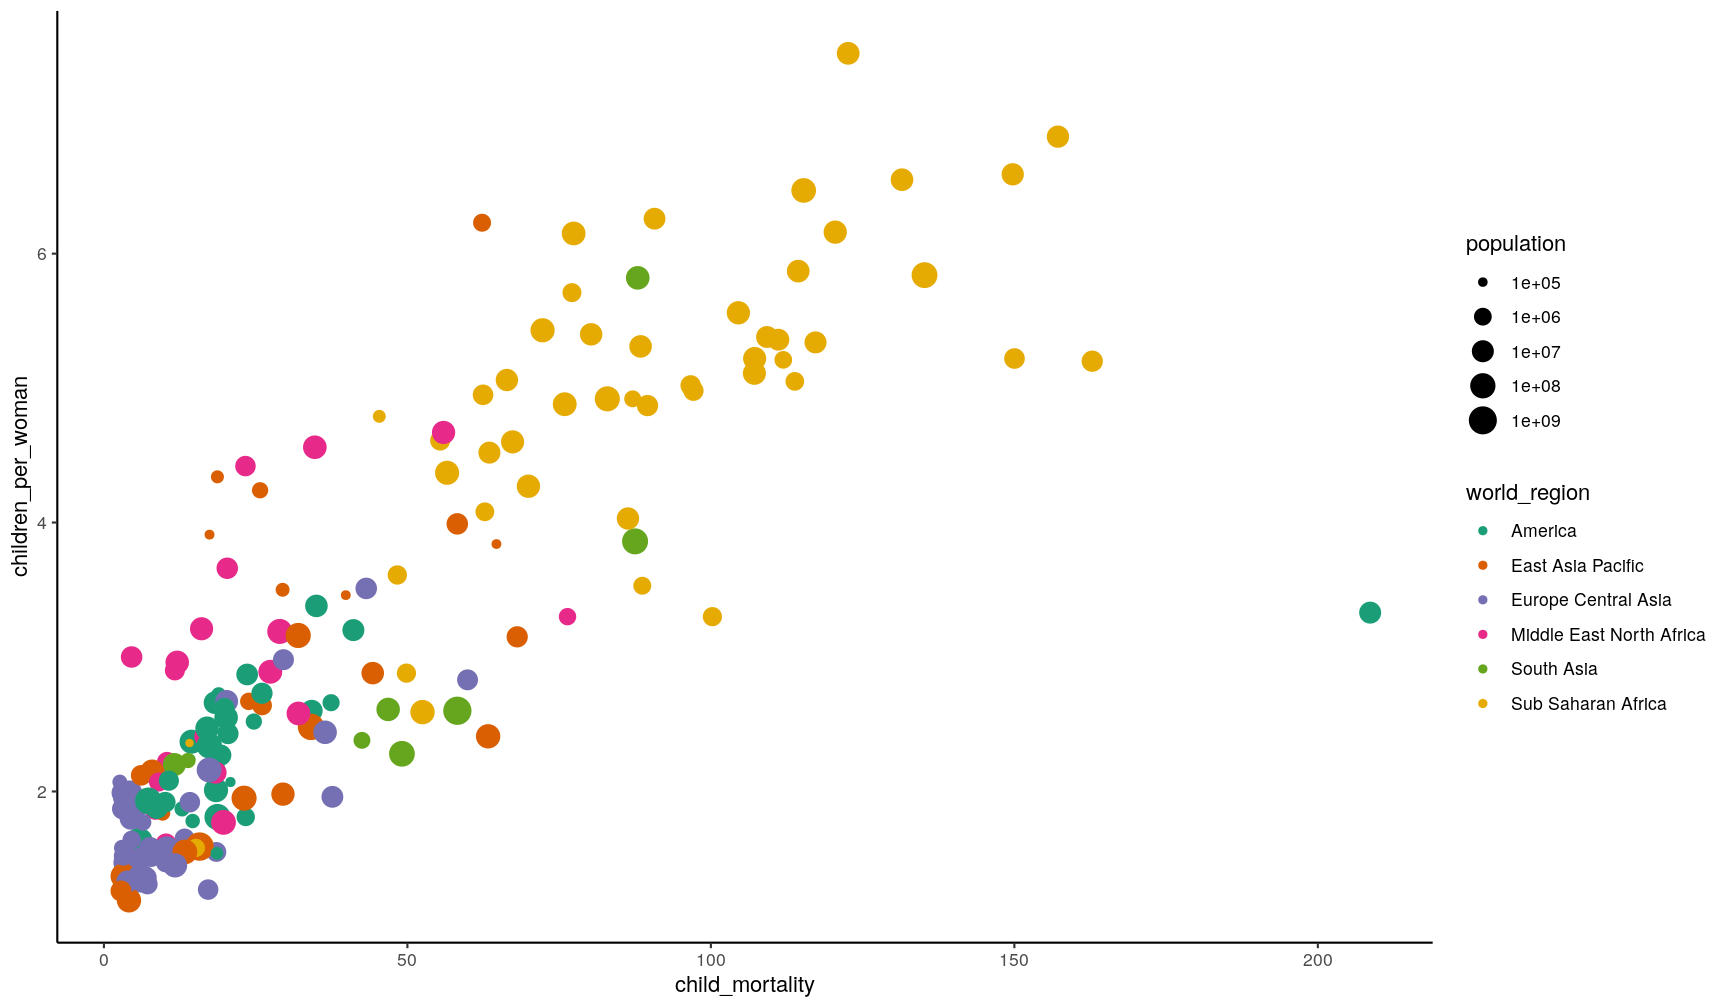 children_per_woman
6
4
2
0
50
100
150
200
child_mortality
population
1e+05
1e+06
1e+07
1e+08
1e+09
world_region
America
East Asia Pacific
Europe Central Asia
Middle East North Africa
South Asia
Sub Saharan Africa